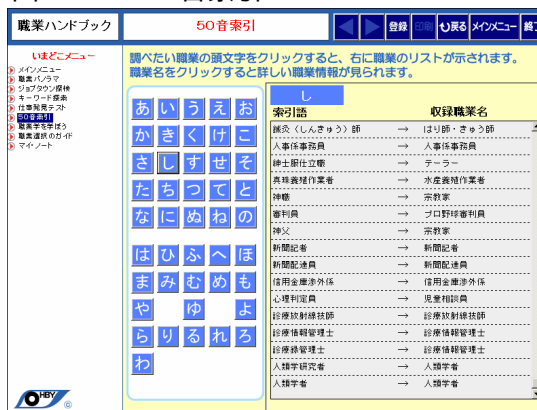 職業ハンドブック
50音索引
登録
印刷
戻る
メインメニュー
いまどこメニュー
メインメニュー
職業パノラマ
ジョブタウン探検
キーワード探索
仕事発見テスト
50音索引
職業学を学ぼう
職業選択のガイド
マイ・ノート
調べたい職業の頭文字をクリックすると、右に職業のリストが示されます。
職業名をクリックすると詳しい職業情報が見られます。
あ い う え お
か き く け こ
さ し す せ そ
た ち つ て と
な に ぬ ね の
は ひ ふ へ ほ
ま み む め も
や ゆ よ
ら り る れ ろ
わ
し
索引語 収録職業名
鍼灸(しんきゅう)師 → はり師・きゅう師
人事係事務員 → 人事係事務員
紳士服仕立職 → テーラー
真珠養殖作業者 → 水産養殖作業者
神職 → 宗教家
審判員 → プロ野球審判員
神父 → 宗教家
新聞記者 → 新聞記者
新聞配達員 → 新聞配達員
信用金庫渉外係 → 信用金庫渉外係
心理判定員 → 児童相談員
診療放射線技師 → 診療放射線技師
診療情報管理士 → 診療情報管理士
診療録管理士 → 診療情報管理士
人類学研究者 → 人類学者
人類学者 → 人類学者
HBY ©